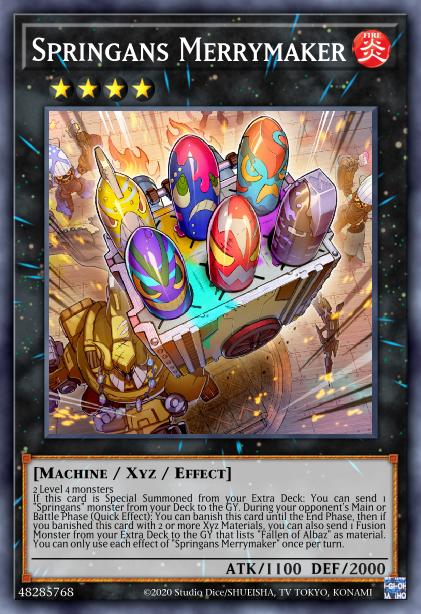 SPRINGANS MERRYMAKER
FIRE
炎
[MACHINE / XYZ / EFFECT]
2 Level 4 monsters
If this card is Special Summoned from your Extra Deck: You can send 1
"Springans" monster from your Deck to the GY. During your opponent's Main or
Battle Phase (Quick Effect): You can banish this card until the End Phase, then if
you banished this card with 2 or more Xyz Materials, you can also send 1 Fusion
Monster from your Extra Deck to the GY that lists "Fallen of Albaz" as material.
You can only use each effect of "Springans Merrymaker" once per turn.
ATK/1100 DEF/2000
48285768
©2020 Studio Dice/SHUEISHA, TV TOKYO, KONAMI